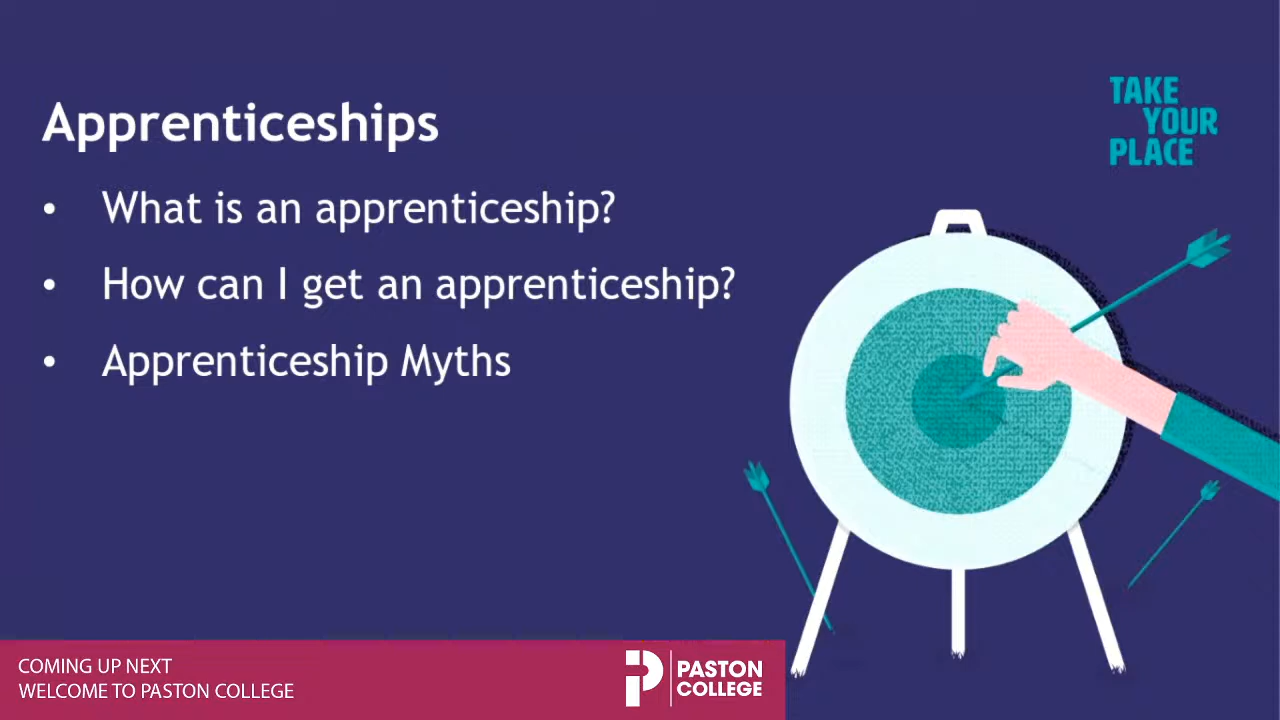 Apprenticeships
• What is an apprenticeship?
• How can I get an apprenticeship?
• Apprenticeship Myths
TAKE
YOUR
PLACE
COMING UP NEXT
WELCOME TO PASTON COLLEGE
PASTON
COLLEGE